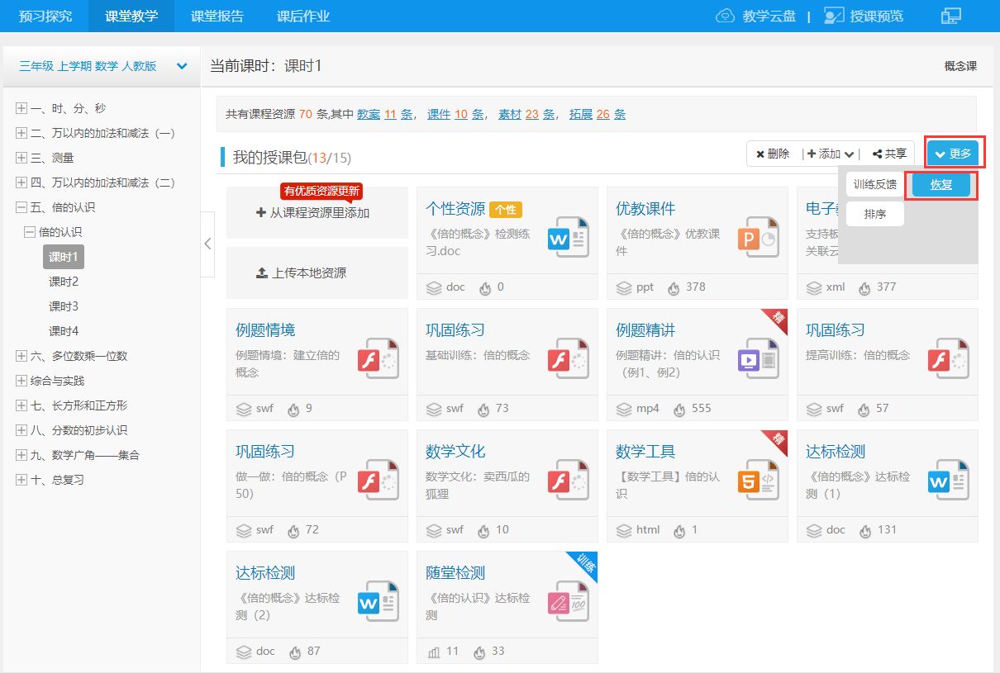 预习探究 课堂教学 课堂报告 课后作业 教学云盘 | 授课预览
三年级 上学期 数学 人教版
一、时、分、秒
二、万以内的加法和减法（一）
三、测量
四、万以内的加法和减法（二）
五、倍的认识
倍的认识
课时1
课时2
课时3
课时4
六、多位数乘一位数
综合与实践
七、长方形和正方形
八、分数的初步认识
九、数学广角——集合
十、总复习
当前课时：课时1
概念课
共有课程资源 70 条,其中 教案 11 条， 课件 10 条， 素材 23 条， 拓展 26 条
我的授课包(13/15)
删除 | 添加 | 共享 更多
训练反馈 恢复
排序
有优质资源更新
从课程资源里添加
上传本地资源
个性资源 个性
《倍的概念》检测练
习.doc
doc 0
优教课件
《倍的概念》优教课
件
ppt 378
电子
支持板
关联云
xml 377
例题情境
例题情境：建立倍的
概念
swf 9
巩固练习
基础训练：倍的概念
swf 73
例题精讲
精
例题精讲：倍的认识
（例1、例2）
mp4 555
巩固练习
提高训练：倍的概念
swf 57
巩固练习
做一做：倍的概念（P
50）
swf 72
数学文化
数学文化：卖西瓜的
狐狸
swf 10
数学工具
精
【数学工具】倍的认
识
html 1
达标检测
《倍的概念》达标检
测（1）
doc 131
达标检测
《倍的概念》达标检
测（2）
doc 87
随堂检测
训练
《倍的认识》达标检
测
11 33